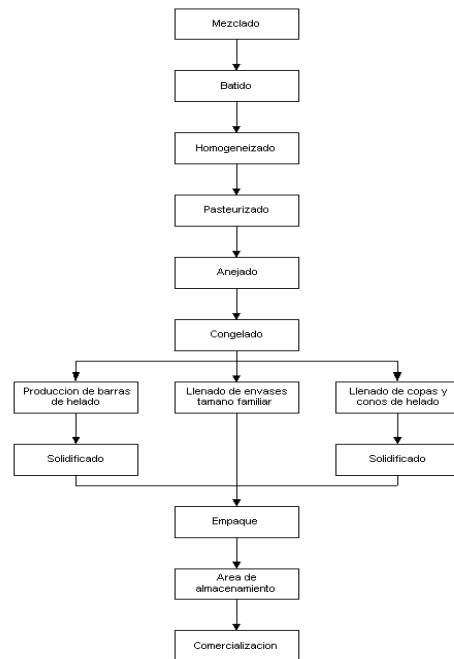 Mezclado
Batido
Homogeneizado
Pasteurizado
Anejado
Congelado
Produccion de barras
de helado
Llenado de envases
tamano familiar
Llenado de copas y
conos de helado
Solidificado
Solidificado
Empaque
Area de
almacenamiento
Comercializacion